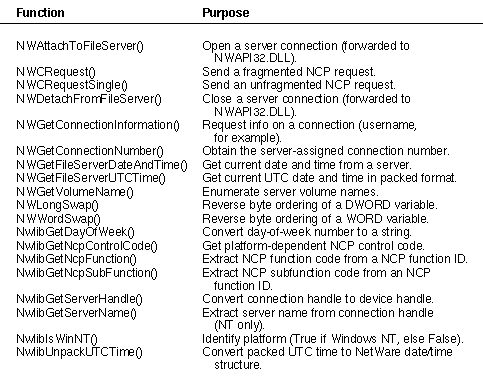 Function Purpose
NWAttachToFileServer() Open a server connection (forwarded to
NWAPI32.DLL).
NWCRequest() Send a fragmented NCP request.
NWCRequestSingle() Send an unfragmented NCP request.
NWDetachFromFileServer() Close a server connection (forwarded to
NWAPI32.DLL).
NWGetConnectionInformation() Request info on a connection (username,
for example).
NWGetConnectionNumber() Obtain the server-assigned connection number.
NWGetFileServerDateAndTime() Get current date and time from a server.
NWGetFileServerUTCTime() Get current UTC date and time in packed format.
NWGetVolumeName() Enumerate server volume names.
NWLongSwap() Reverse byte ordering of a DWORD variable.
NWWordSwap() Reverse byte ordering of a WORD variable.
NwlibGetDayOfWeek() Convert day-of-week number to a string.
NwlibGetNcpControlCode() Get platform-dependent NCP control code.
NwlibGetNcpFunction() Extract NCP function code from a NCP function ID.
NwlibGetNcpSubFunction() Extract NCP subfunction code from an NCP
function ID.
NwlibGetServerHandle() Convert connection handle to device handle.
NwlibGetServerName() Extract server name from connection handle
(NT only).
NwlibIsWinNT() Identify platform (True if Windows NT, else False).
NwlibUnpackUTCTime() Convert packed UTC time to NetWare date/time
structure.